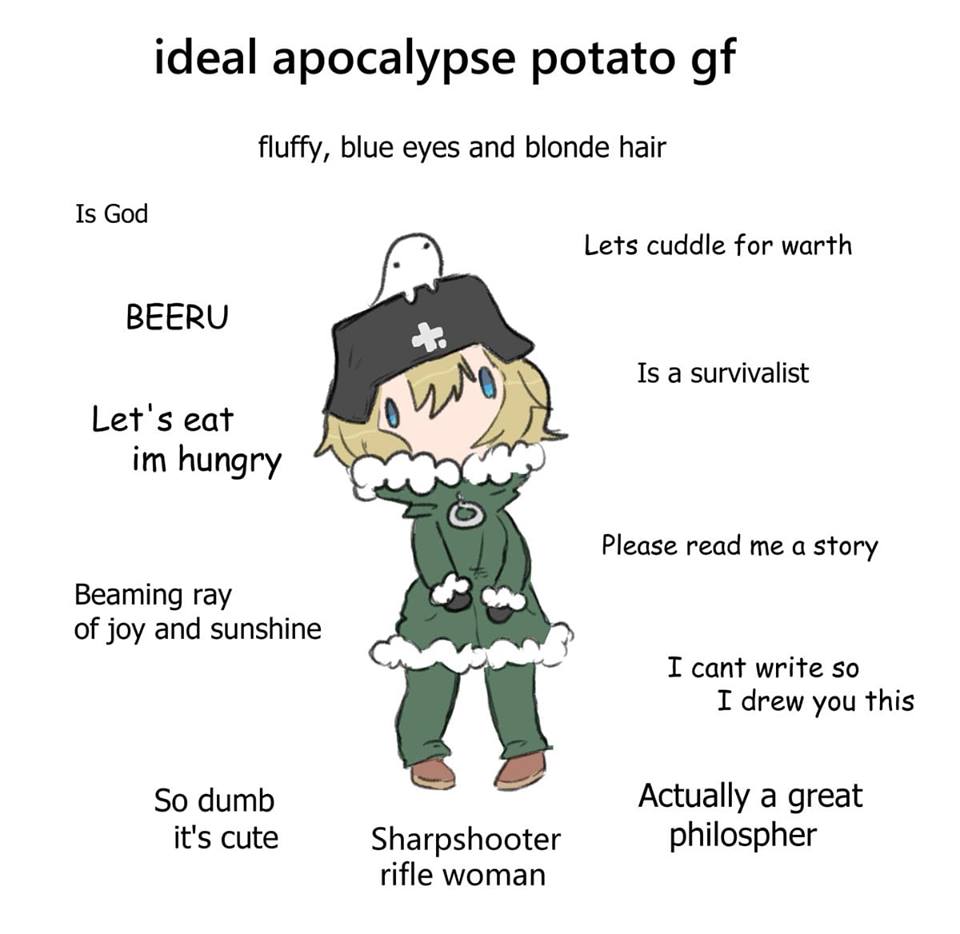 ideal apocalypse potato gf
fluffy, blue eyes and blonde hair
Is God
Lets cuddle for warth
BEERU
Is a survivalist
Let's eat
im hungry
Please read me a story
Beaming ray
of joy and sunshine
I cant write so
I drew you this
So dumb
it's cute
Sharpshooter
rifle woman
Actually a great
philospher